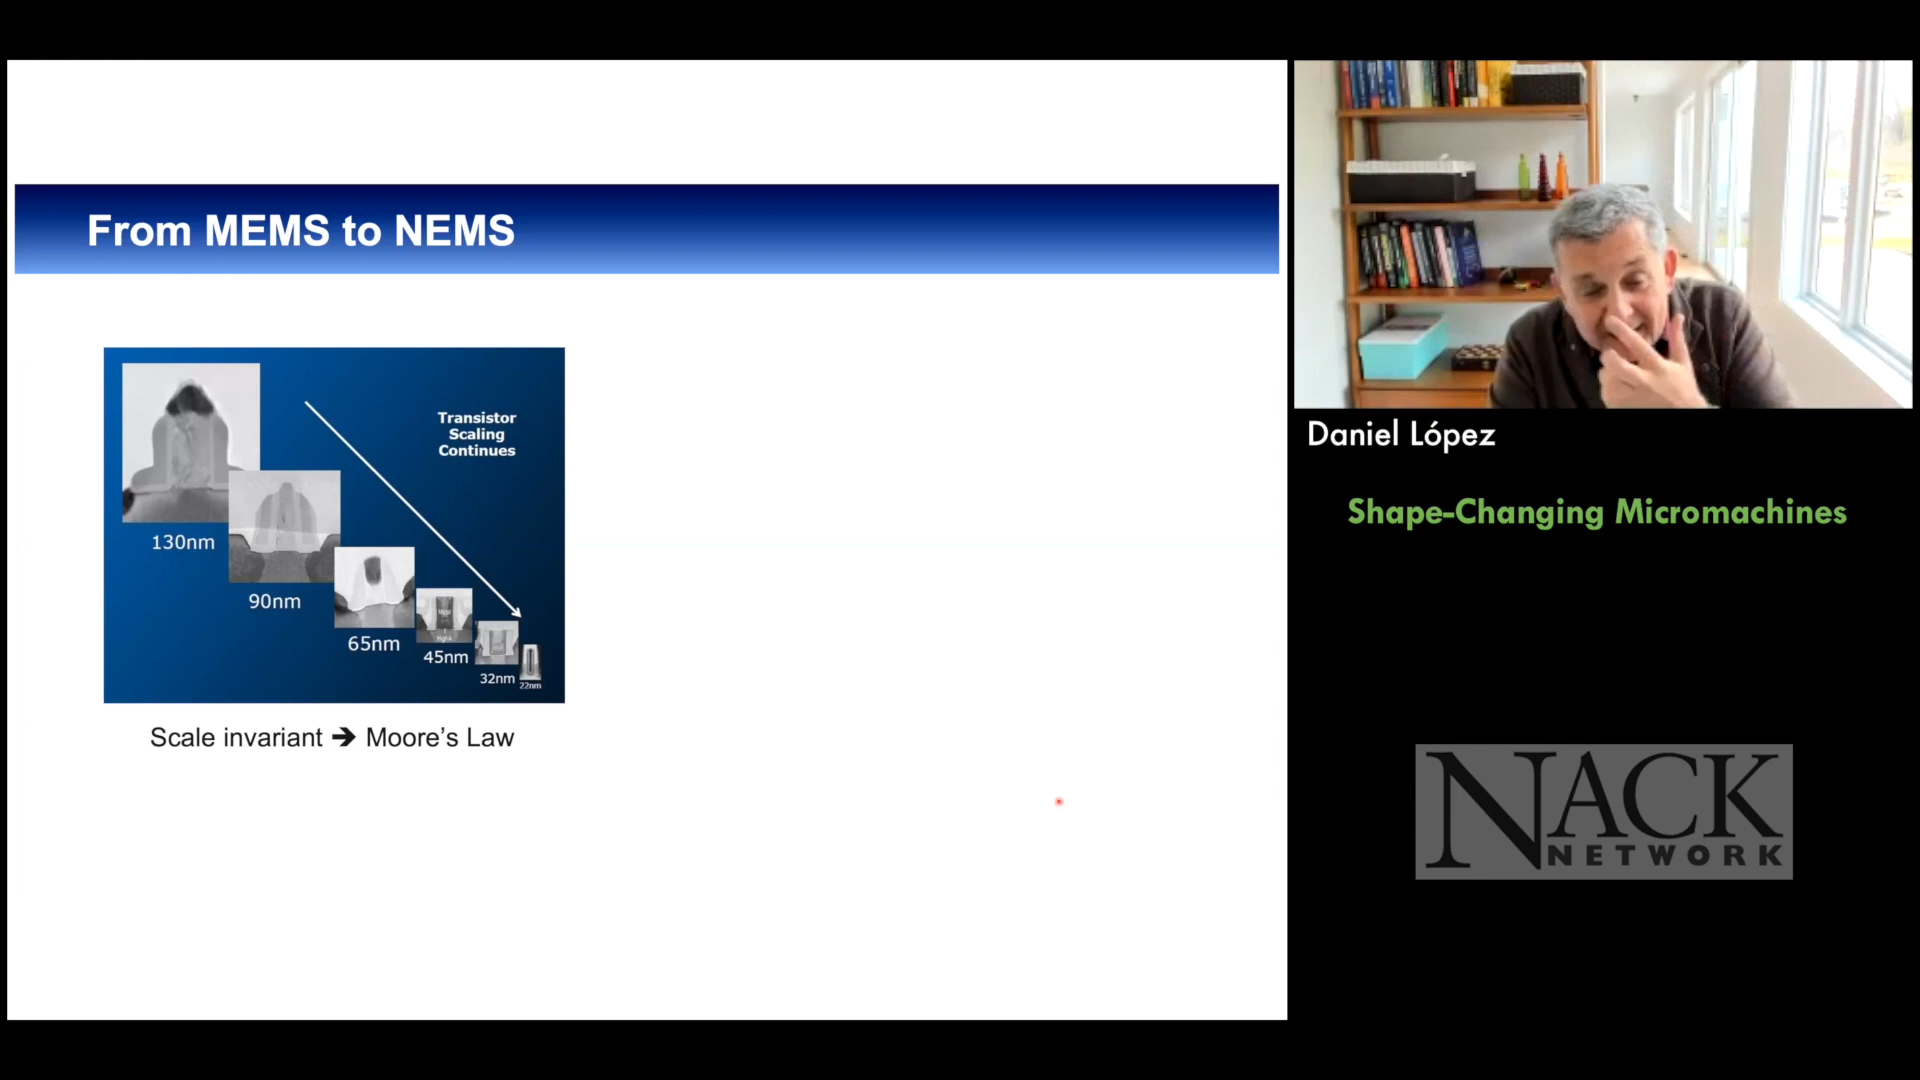 From MEMS to NEMS
Transistor
Scaling
Continues
130nm
90nm
65nm
45nm
32nm
22nm
Scale invariant ➔ Moore's Law
Daniel López
Shape-Changing Micromachines
NACK
NETWORK